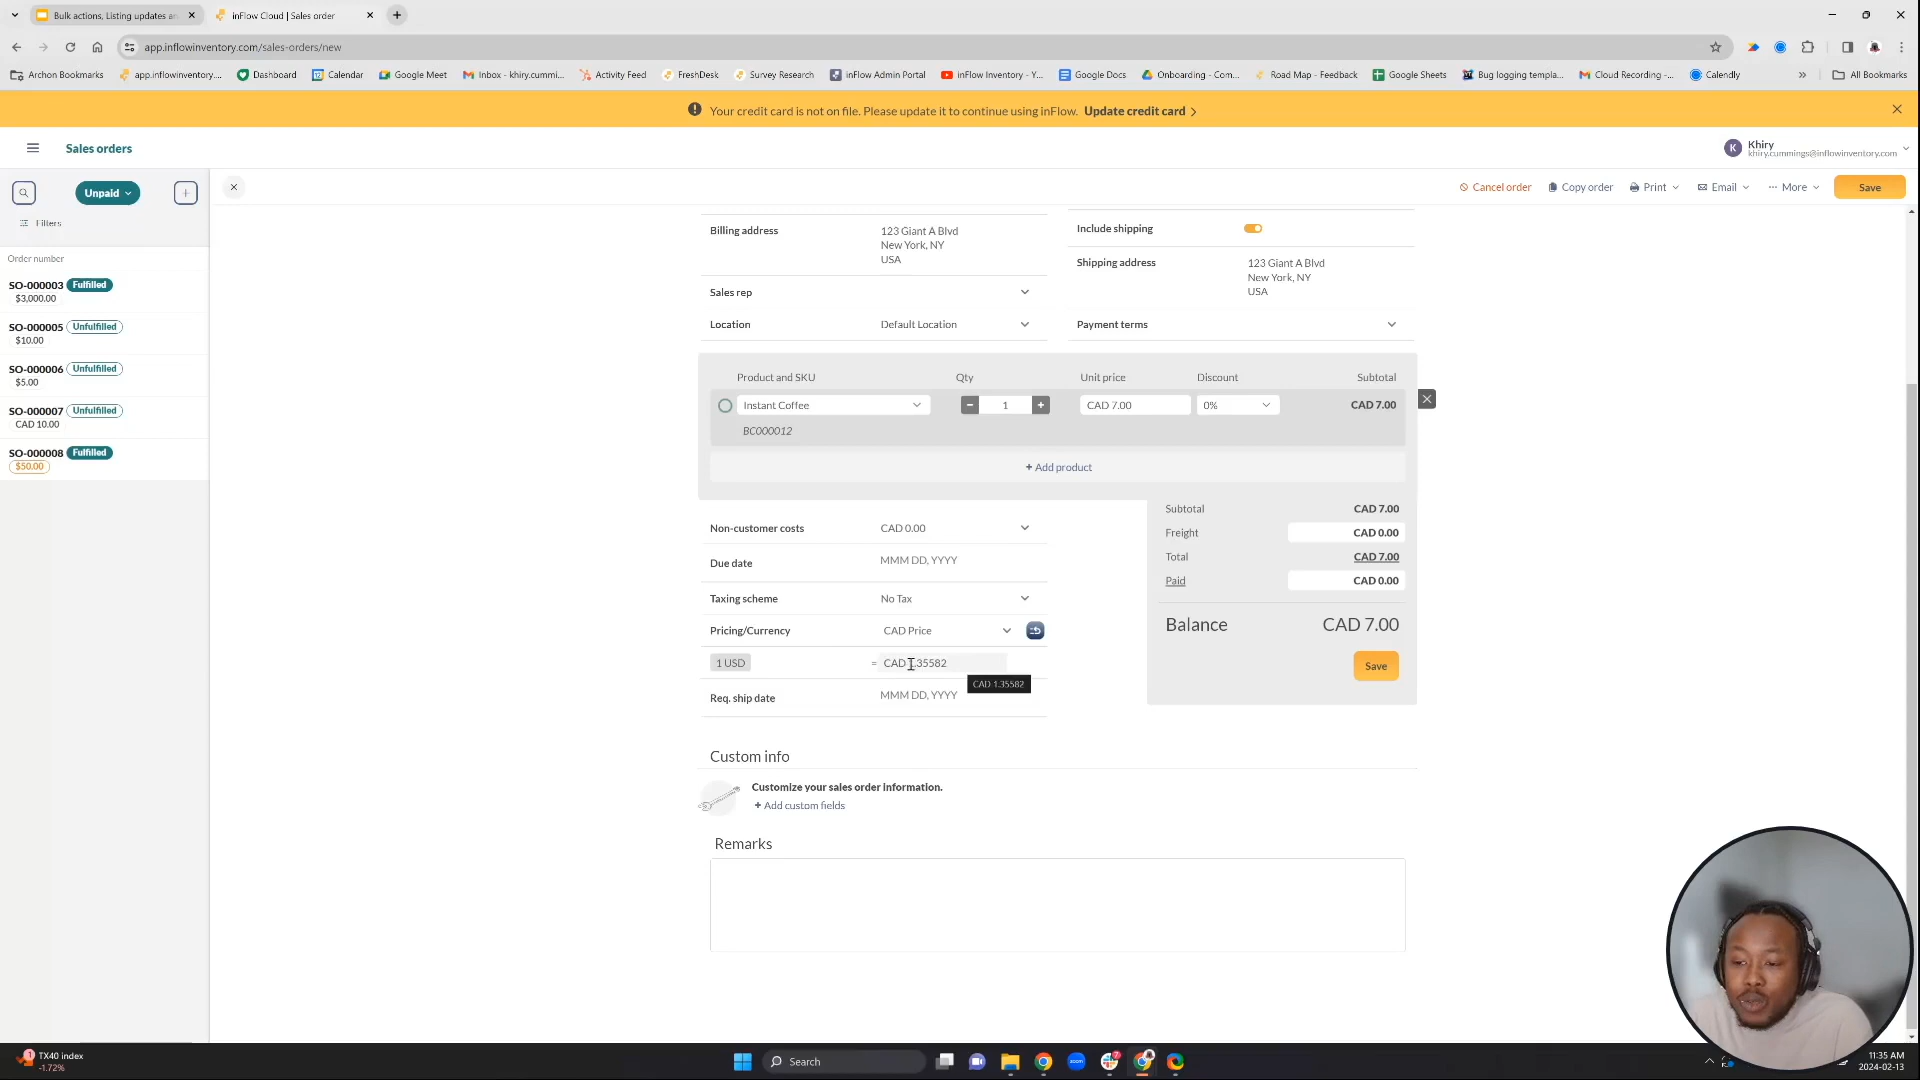 Bulk actions, Listing updates an
inFlow Cloud | Sales order
app.inflowinventory.com/sales-orders/new
Archon Bookmarks
app.inflowinventory....
Dashboard
Calendar
Google Meet
Inbox - khiry.cummi...
Activity Feed
FreshDesk
Survey Research
inFlow Admin Portal
inFlow Inventory - Y...
Google Docs
Onboarding - Com...
Road Map - Feedback
Google Sheets
Bug logging templa...
Cloud Recording -...
Calendly
All Bookmarks
Your credit card is not on file. Please update it to continue using inFlow. Update credit card
Sales orders
K
Khiry
khiry.cummings@inflowinventory.com
Unpaid
Filters
Cancel order
Copy order
Print
Email
More
Save
Order number
SO-000003 Fulfilled
$3,000.00
SO-000005 Unfulfilled
$10.00
SO-000006 Unfulfilled
$5.00
SO-000007 Unfulfilled
CAD 10.00
SO-000008 Fulfilled
$50.00
Billing address
123 Giant A Blvd
New York, NY
USA
Sales rep
Location Default Location
Include shipping
Shipping address
123 Giant A Blvd
New York, NY
USA
Payment terms
Product and SKU Qty Unit price Discount Subtotal
Instant Coffee 1 CAD 7.00 0% CAD 7.00
BC000012
+ Add product
Non-customer costs CAD 0.00
Due date MMM DD, YYYY
Taxing scheme No Tax
Pricing/Currency CAD Price
1 USD = CAD 1.35582
CAD 1.35582
Req. ship date MMM DD, YYYY
Subtotal CAD 7.00
Freight CAD 0.00
Total CAD 7.00
Paid CAD 0.00
Balance CAD 7.00
Save
Custom info
Customize your sales order information.
+ Add custom fields
Remarks
1
TX40 index
-1.72%
Search
11:35 AM
2024-02-13